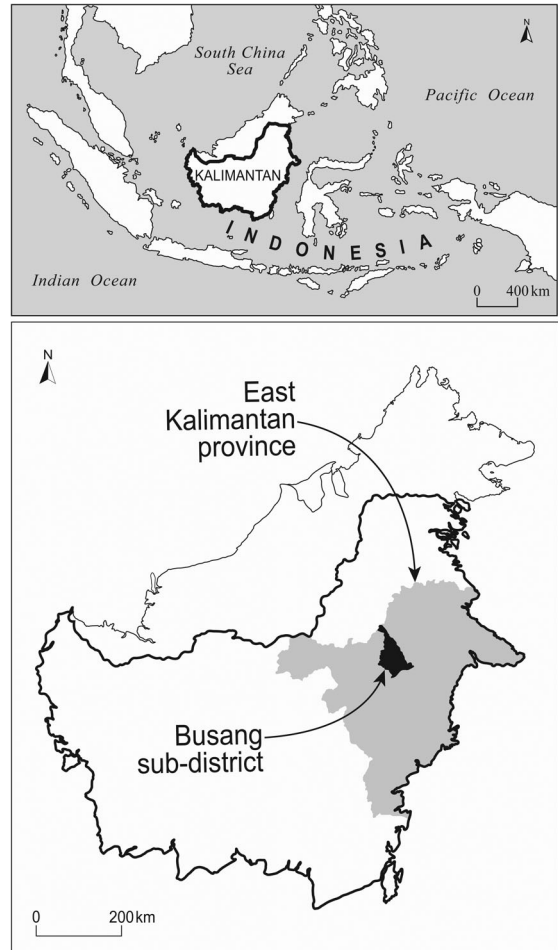 N
South China
Sea
Pacific Ocean
KALIMANTAN
INDONESIA
Indian Ocean
0 400 km
N
East
Kalimantan
province
Busang
sub-district
0 200 km